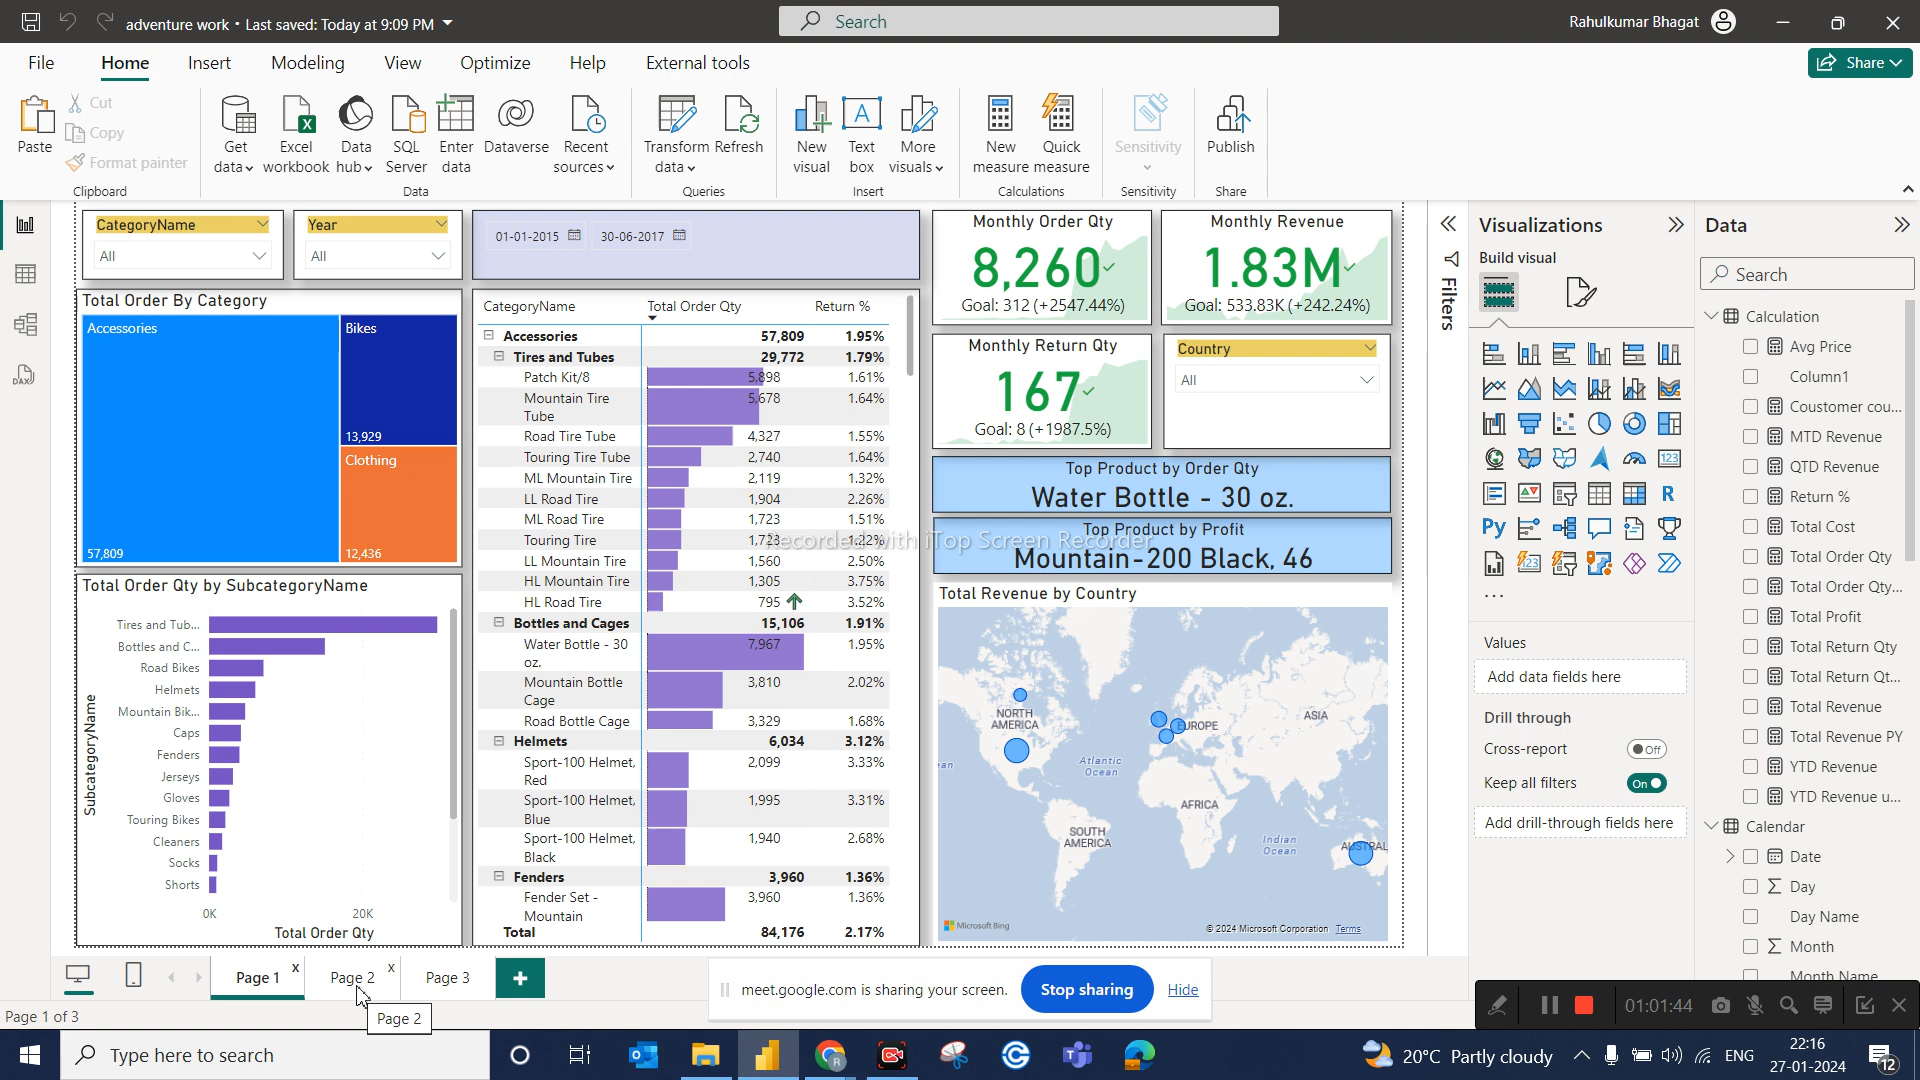 adventure work • Last saved: Today at 9:09 PM
Search
Rahulkumar Bhagat
File
Home
Insert
Modeling
View
Optimize
Help
External tools
Share
Paste
Cut
Copy
Format painter
Get data
Excel workbook
Data hub
SQL Server
Enter data
Dataverse
Recent sources
Transform data
Refresh
New visual
Text box
More visuals
New measure
Quick measure
Sensitivity
Publish
Clipboard
Data
Queries
Insert
Calculations
Sensitivity
Share
CategoryName
All
Year
All
01-01-2015
30-06-2017
Monthly Order Qty
8,260
Goal: 312 (+2547.44%)
Monthly Revenue
1.83M
Goal: 533.83K (+242.24%)
Monthly Return Qty
167
Goal: 8 (+1987.5%)
Country
All
Top Product by Order Qty
Water Bottle - 30 oz.
Top Product by Profit
Mountain-200 Black, 46
Recorded with iTop Screen Recorder
Total Order By Category
Accessories
57,809
Bikes
13,929
Clothing
12,436
Total Order Qty by SubcategoryName
SubcategoryName
Tires and Tub...
Bottles and C...
Road Bikes
Helmets
Mountain Bik...
Caps
Fenders
Jerseys
Gloves
Touring Bikes
Cleaners
Socks
Shorts
0K 20K
Total Order Qty
CategoryName Total Order Qty Return %
Accessories 57,809 1.95%
Tires and Tubes 29,772 1.79%
Patch Kit/8 5,898 1.61%
Mountain Tire Tube 5,678 1.64%
Road Tire Tube 4,327 1.55%
Touring Tire Tube 2,740 1.64%
ML Mountain Tire 2,119 1.32%
LL Road Tire 1,904 2.26%
ML Road Tire 1,723 1.51%
Touring Tire 1,723 1.22%
LL Mountain Tire 1,560 2.50%
HL Mountain Tire 1,305 3.75%
HL Road Tire 795 3.52%
Bottles and Cages 15,106 1.91%
Water Bottle - 30 oz. 7,967 1.95%
Mountain Bottle Cage 3,810 2.02%
Road Bottle Cage 3,329 1.68%
Helmets 6,034 3.12%
Sport-100 Helmet, Red 2,099 3.33%
Sport-100 Helmet, Blue 1,995 3.31%
Sport-100 Helmet, Black 1,940 2.68%
Fenders 3,960 1.36%
Fender Set - Mountain 3,960 1.36%
Total 84,176 2.17%
Total Revenue by Country
NORTH AMERICA
EUROPE
ASIA
Atlantic Ocean
AFRICA
SOUTH AMERICA
Indian Ocean
AUSTRAL
an
Microsoft Bing
© 2024 Microsoft Corporation Terms
Filters
Visualizations
Build visual
Values
Add data fields here
Drill through
Cross-report
Off
Keep all filters
On
Add drill-through fields here
Data
Search
Calculation
Avg Price
Column1
Coustomer cou...
MTD Revenue
QTD Revenue
Return %
Total Cost
Total Order Qty
Total Order Qty...
Total Profit
Total Return Qty
Total Return Qt...
Total Revenue
Total Revenue PY
YTD Revenue
YTD Revenue u...
Calendar
Date
Day
Day Name
Month
Month Name
Page 1
Page 2
Page 3
Page 2
meet.google.com is sharing your screen.
Stop sharing
Hide
01:01:44
Page 1 of 3
Type here to search
20°C Partly cloudy
ENG
22:16
27-01-2024
12